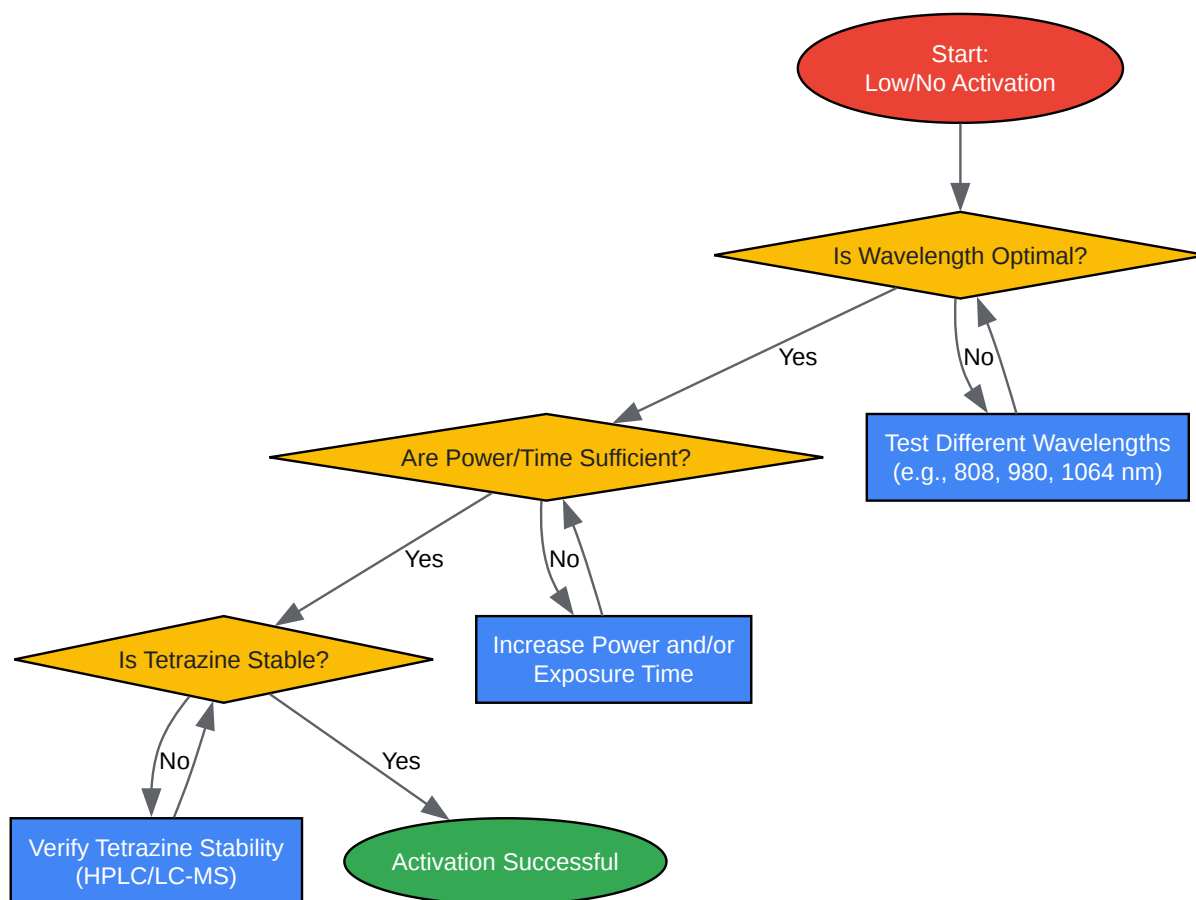 Start:
Low/No Activation
Is Wavelength Optimal?
Yes
No
Test Different Wavelengths
(e.g., 808, 980, 1064 nm)
Are Power/Time Sufficient?
Yes
No
Increase Power and/or
Exposure Time
Is Tetrazine Stable?
No
Yes
Verify Tetrazine Stability
(HPLC/LC-MS)
Activation Successful